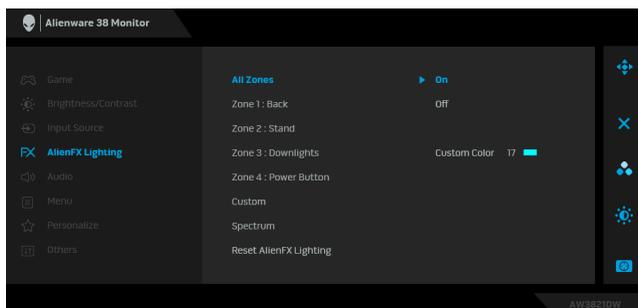 Alienware 38 Monitor
Game
Brightness/Contrast
Input Source
AlienFX Lighting
Audio
Menu
Personalize
Others
All Zones On
Zone 1 : Back Off
Zone 2 : Stand
Zone 3 : Downlights Custom Color 17
Zone 4 : Power Button
Custom
Spectrum
Reset AlienFX Lighting
AW3821DW